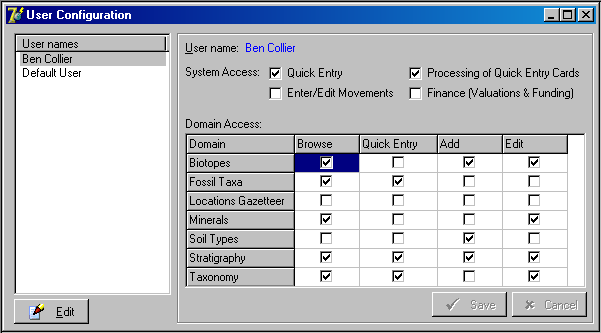 User Configuration
User names
Ben Collier
Default User
User name: Ben Collier
System Access: Quick Entry Processing of Quick Entry Cards
Enter/Edit Movements Finance (Valuations & Funding)
Domain Access:
Domain Browse Quick Entry Add Edit
Biotopes
Fossil Taxa
Locations Gazetteer
Minerals
Soil Types
Stratigraphy
Taxonomy
Edit
Save Cancel